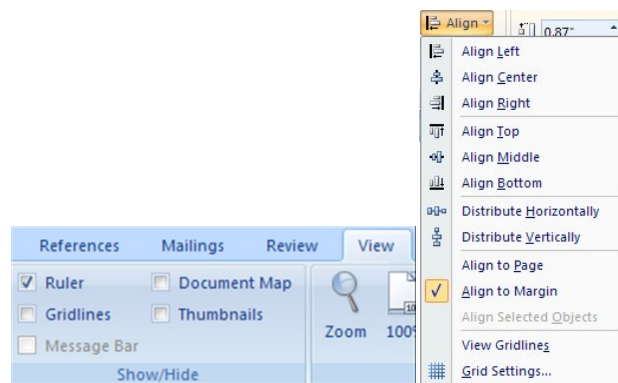 Align
0.87"
Align Left
Align Center
Align Right
Align Top
Align Middle
Align Bottom
Distribute Horizontally
Distribute Vertically
Align to Page
Align to Margin
Align Selected Objects
View Gridlines
Grid Settings...
References Mailings Review View
Ruler Document Map
Gridlines Thumbnails
Message Bar
Zoom 100%
Show/Hide